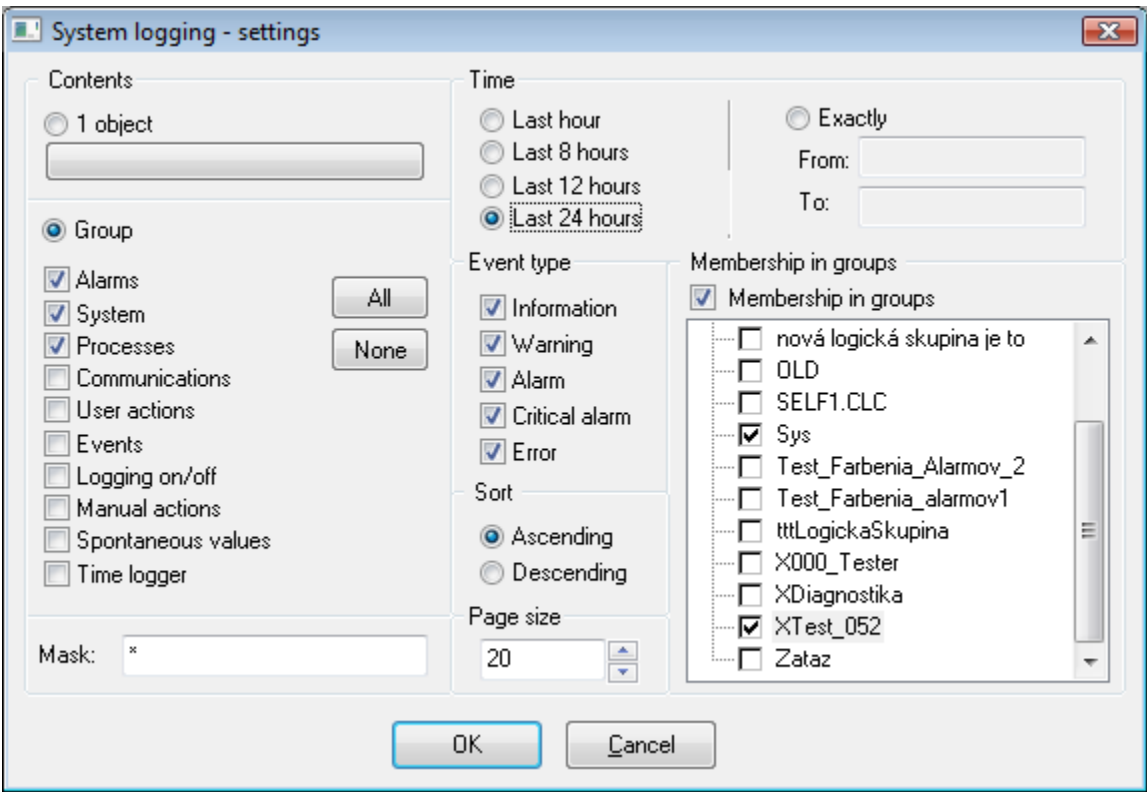 System logging - settings
Contents
1 object
Group
Alarms
System
Processes
Communications
User actions
Events
Logging on/off
Manual actions
Spontaneous values
Time logger
All
None
Mask: *
Time
Last hour
Last 8 hours
Last 12 hours
Last 24 hours
Exactly
From:
To:
Event type
Information
Warning
Alarm
Critical alarm
Error
Sort
Ascending
Descending
Page size
20
Membership in groups
Membership in groups
nová logická skupina je to
OLD
SELF1.CLC
Sys
Test_Farbenia_Alarmov_2
Test_Farbenia_alarmov1
tttLogickaSkupina
X000_Tester
XDiagnostika
XTest_052
Zataz
OK
Cancel